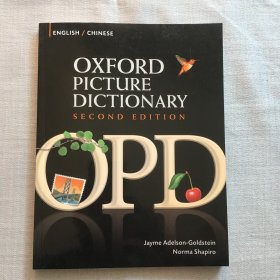 ENGLISH / CHINESE
OXFORD
PICTURE
DICTIONARY
SECOND EDITION
OPD
Jayme Adelson-Goldstein
Norma Shapiro